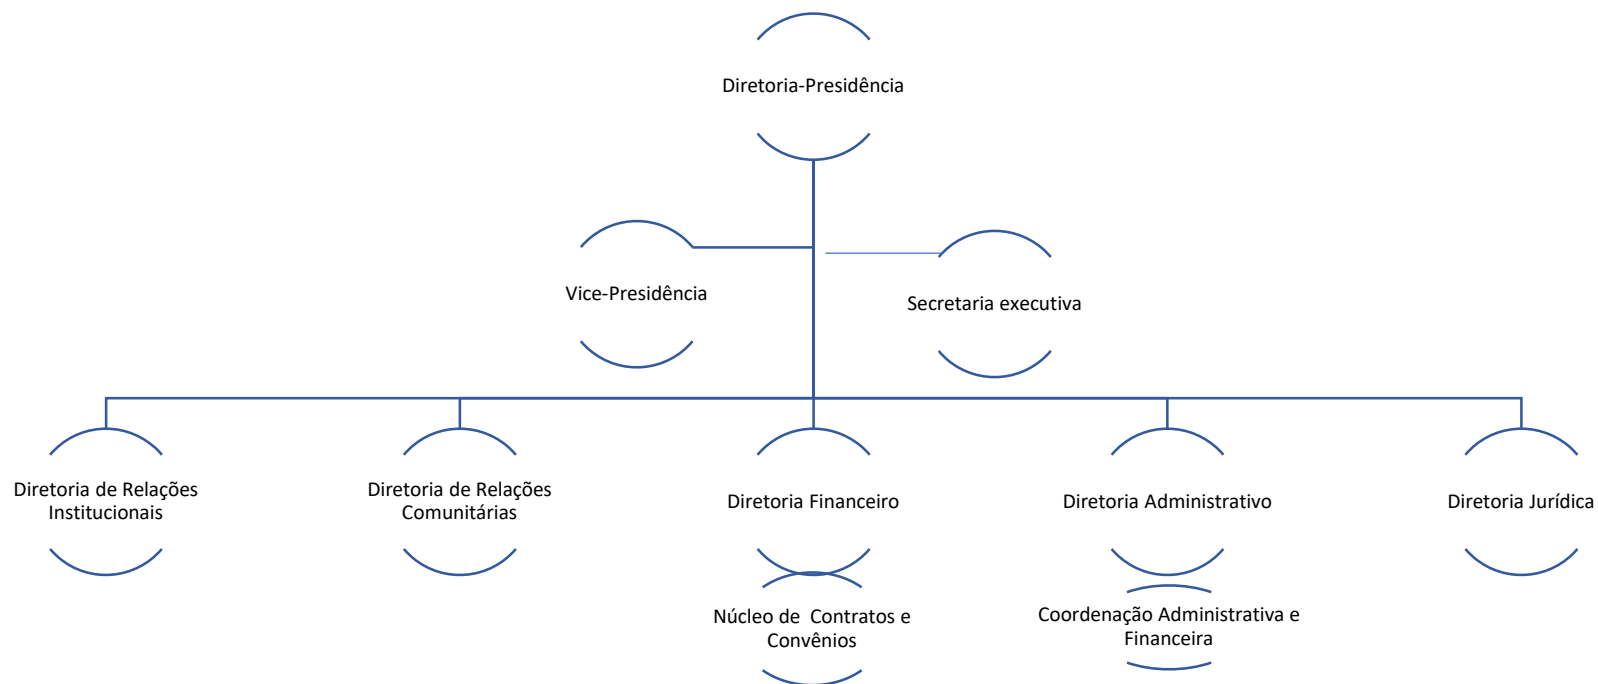 Diretoria-Presidência
Vice-Presidência
Secretaria executiva
Diretoria de Relações
Institucionais
Diretoria de Relações
Comunitárias
Diretoria Financeiro
Diretoria Administrativo
Diretoria Jurídica
Núcleo de  Contratos e
Convênios
Coordenação Administrativa e
Financeira